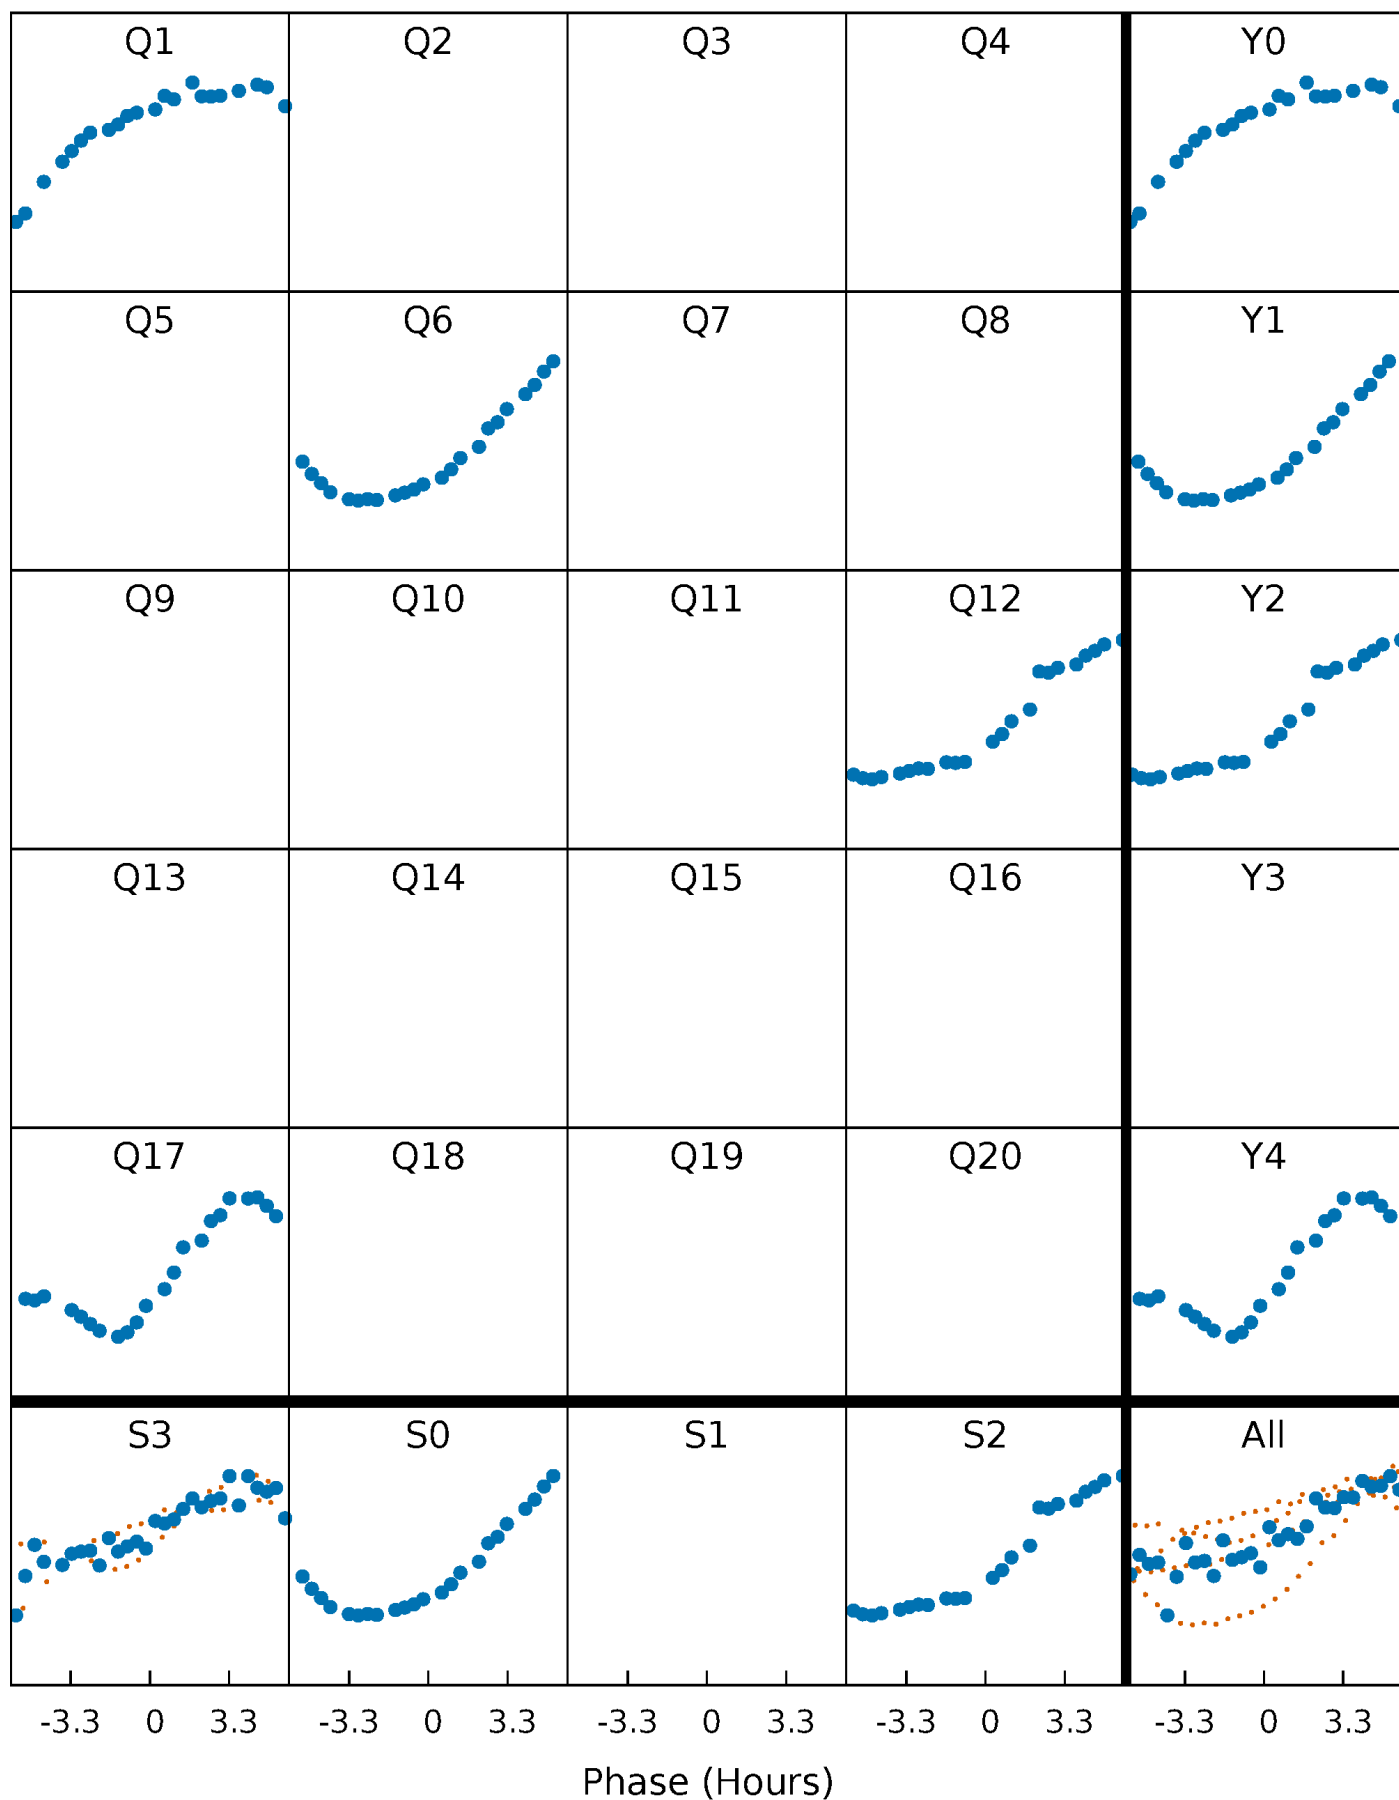 Q1 Q2 Q3 Q4 Y0
Q5 Q6 Q7 Q8 Y1
Q9 Q10 Q11 Q12 Y2
Q13 Q14 Q15 Q16 Y3
Q17 Q18 Q19 Q20 Y4
S3 S0 S1 S2 All
-3.3 0 3.3 -3.3 0 3.3 -3.3 0 3.3 -3.3 0 3.3 -3.3 0 3.3
Phase (Hours)